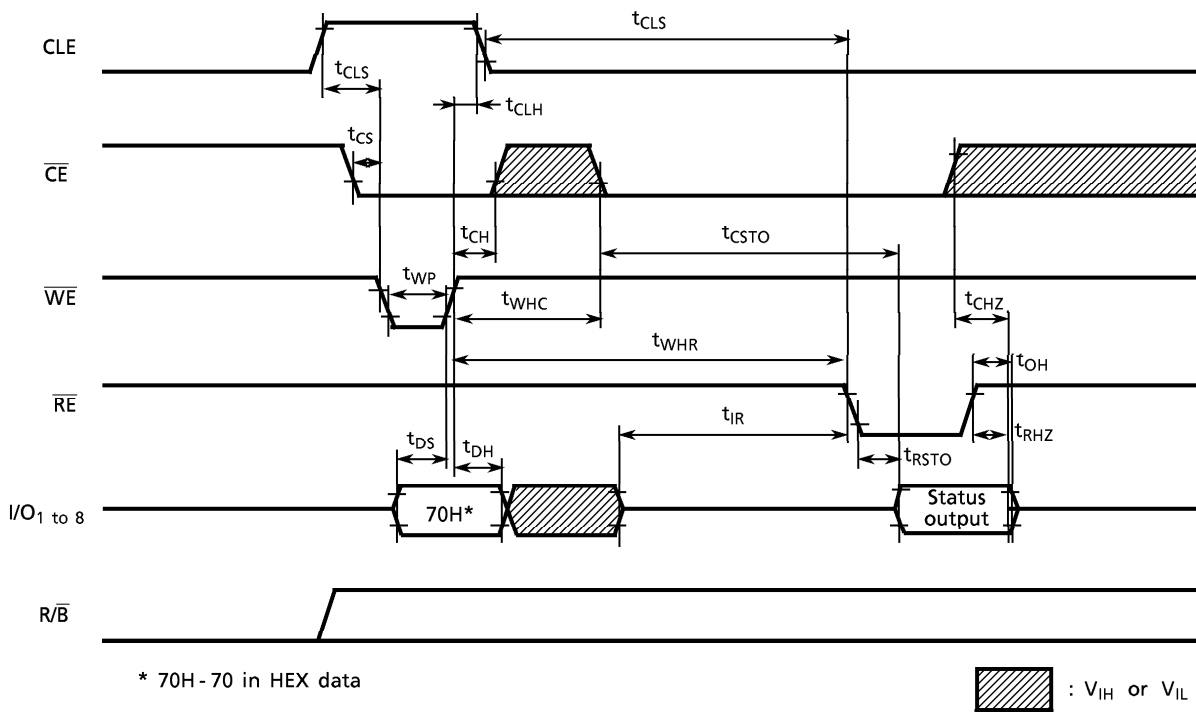 CLE
tCLS
tCLS
tCLH
tCS
CE
tCH
tCSTO
WE
tWP
tWHC
tCHZ
tWHR
tOH
RE
tIR
tRHZ
tDS
tDH
tRSTO
I/O1 to 8
70H*
Status output
R/B
* 70H - 70 in HEX data
: VIH or VIL